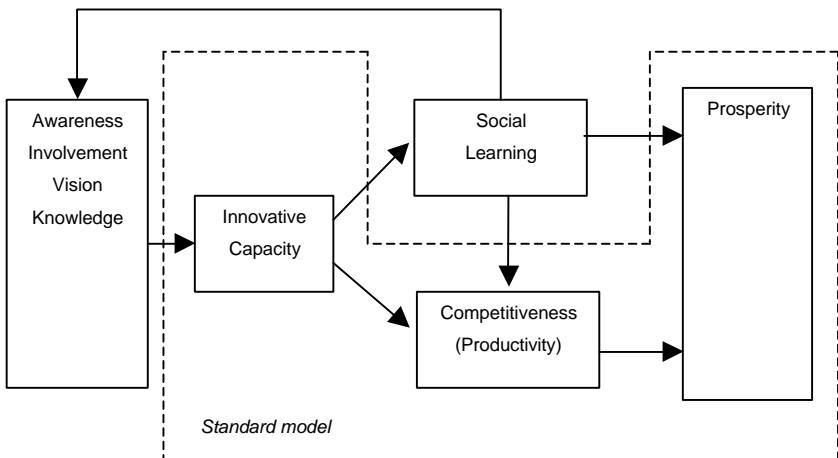 Awareness
Involvement
Vision
Knowledge
Innovative
Capacity
Social
Learning
Competitiveness
(Productivity)
Prosperity
Standard model